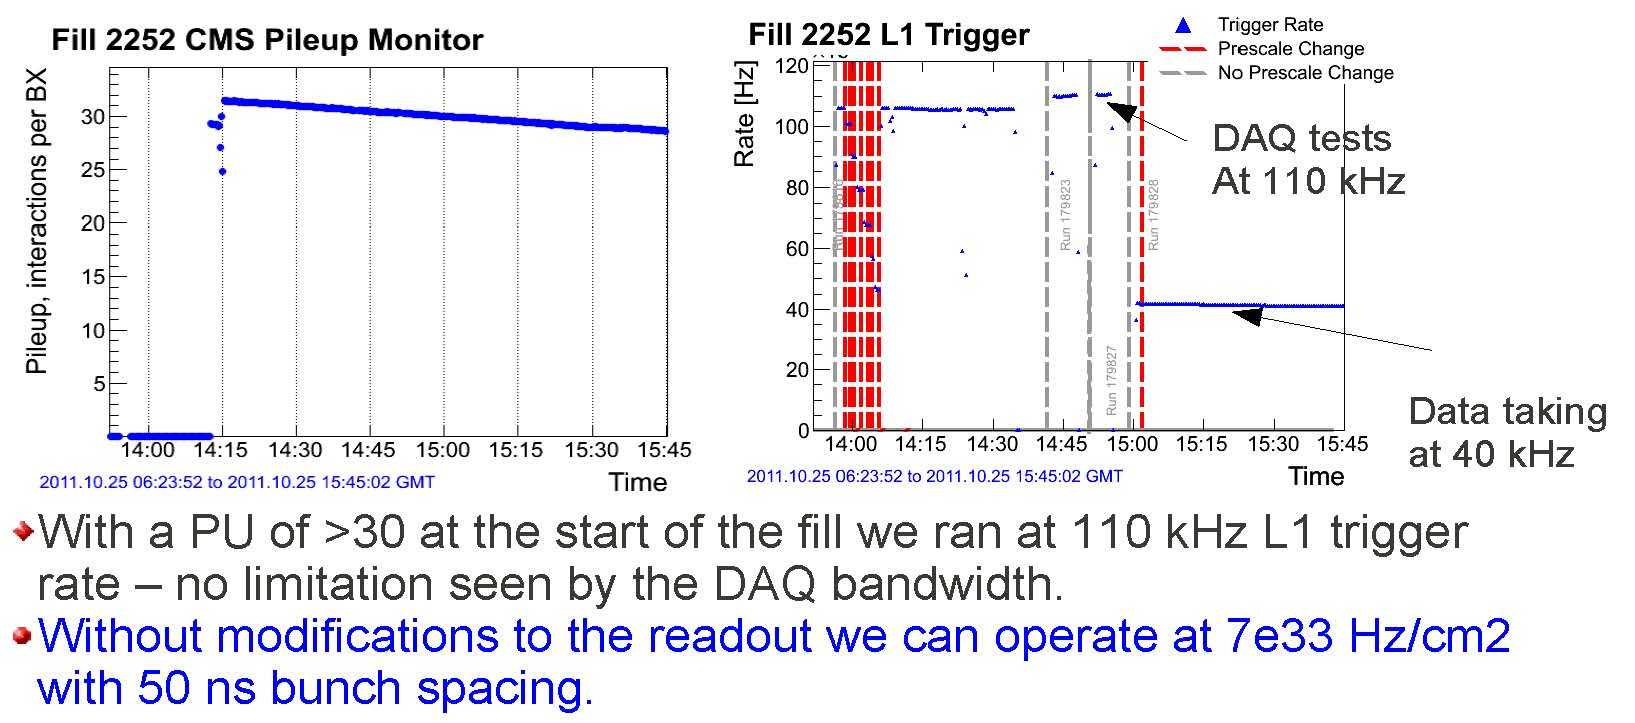 Fill 2252 CMS Pileup Monitor
Pileup, interactions per BX
30
25
20
15
10
5
14:00 14:15 14:30 14:45 15:00 15:15 15:30 15:45
2011.10.25 06:23:52 to 2011.10.25 15:45:02 GMT
Time
Fill 2252 L1 Trigger
Trigger Rate
Prescale Change
No Prescale Change
Rate [Hz]
120
100
80
60
40
20
0
Run 179823
Run 179827
Run 179828
14:00 14:15 14:30 14:45 15:00 15:15 15:30 15:45
2011.10.25 06:23:52 to 2011.10.25 15:45:02 GMT
Time
DAQ tests
At 110 kHz
Data taking
at 40 kHz
With a PU of >30 at the start of the fill we ran at 110 kHz L1 trigger
rate – no limitation seen by the DAQ bandwidth.
Without modifications to the readout we can operate at 7e33 Hz/cm2
with 50 ns bunch spacing.